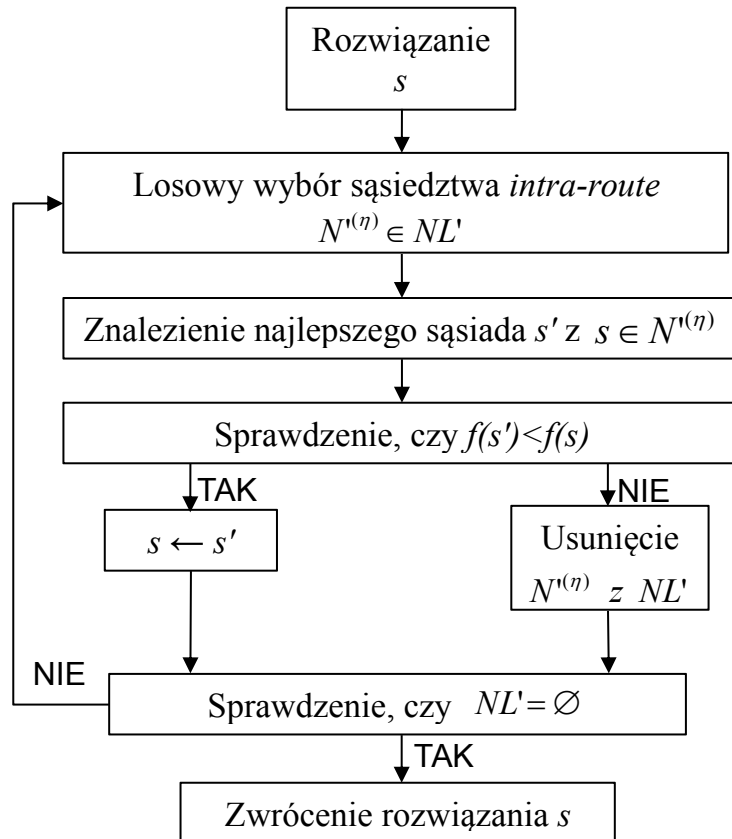 Rozwiązanie
s
Losowy wybór sąsiedztwa intra-route
N'⁽ᑎ⁾ ∈ NL'
Znalezienie najlepszego sąsiada s' z s ∈ N'^(η)
Sprawdzenie, czy f(s')<f(s)
TAK
NIE
s ← s'
Usunięcie
N'^(η) z NL'
NIE
Sprawdzenie, czy NL' = ∅
TAK
Zwrócenie rozwiązania s